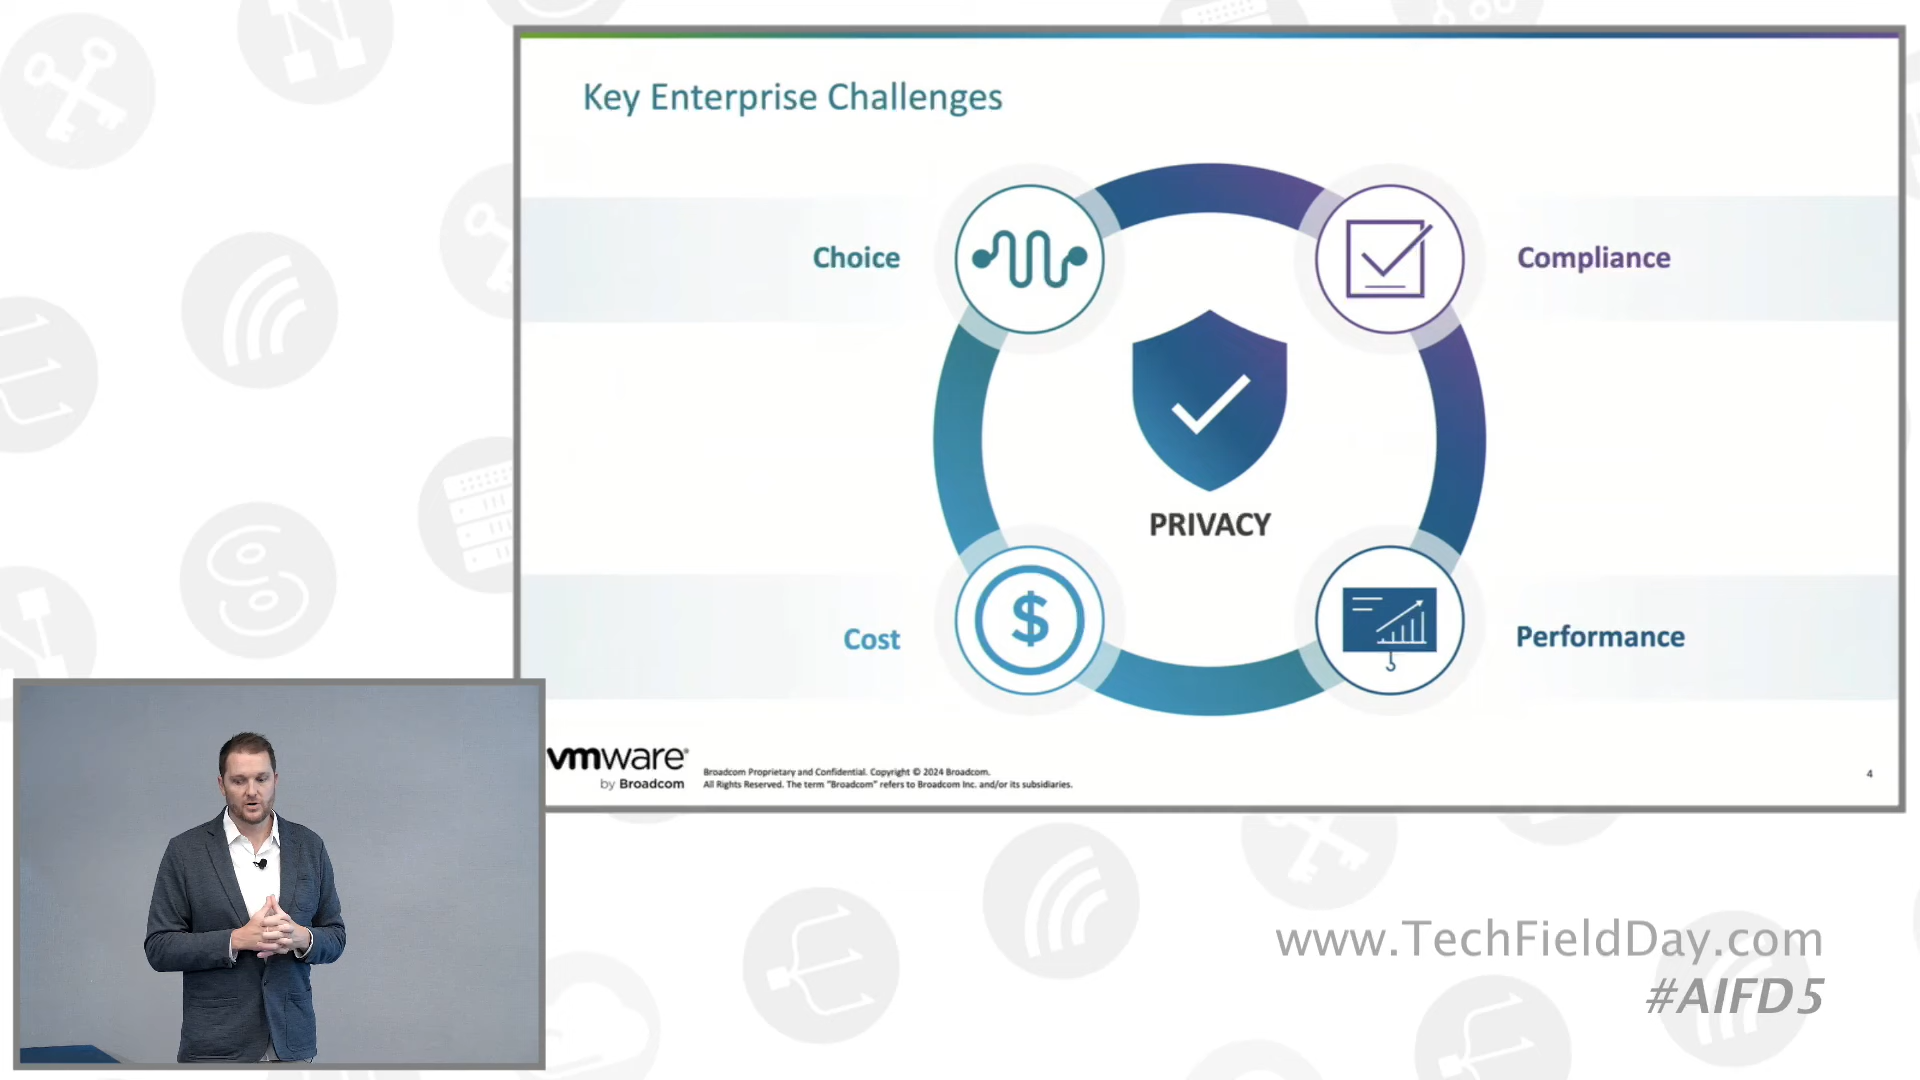 Key Enterprise Challenges
Choice
Compliance
PRIVACY
Cost
Performance
vmware®
by Broadcom
Broadcom Proprietary and Confidential. Copyright © 2024 Broadcom.
All Rights Reserved. The term "Broadcom" refers to Broadcom Inc. and/or its subsidiaries.
4
www.TechFieldDay.com
#AIFD5